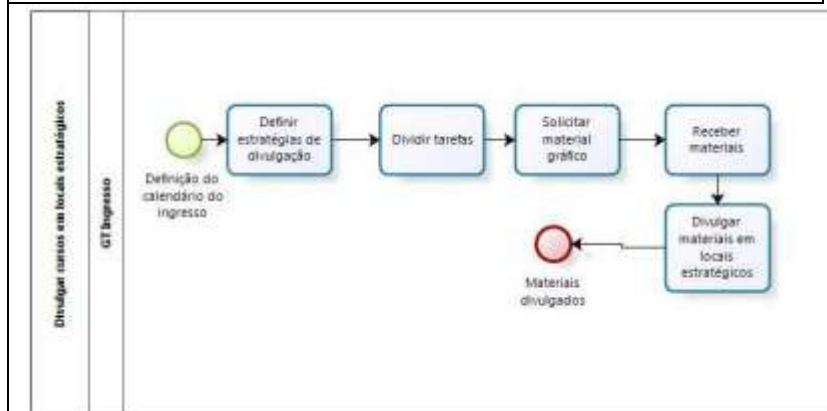 Divulgar cursos em locais estratégicos
GT Ingresso
Definição do
calendário do
ingresso
Definir
estratégias de
divulgação
Dividir tarefas
Solicitar
material
gráfico
Receber
materiais
Divulgar
materiais em
locais
estratégicos
Materiais
divulgados